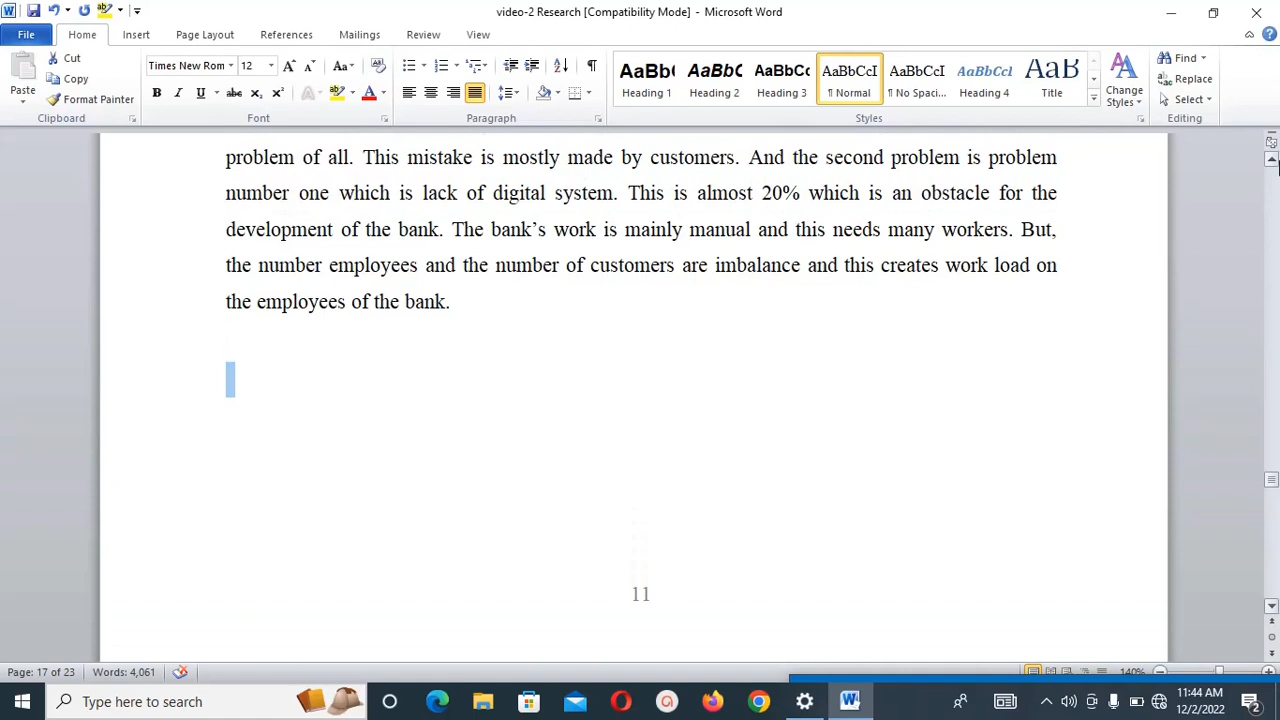 video-2 Research [Compatibility Mode] - Microsoft Word
File Home Insert Page Layout References Mailings Review View
Paste Cut Copy Format Painter
Times New Rom 12
AaBbC AaBbC AaBbCc AaBbCcI AaBbCcI AaBbCcI AaB
Heading 1 Heading 2 Heading 3 ¶ Normal ¶ No Spaci... Heading 4 Title
Change Styles
Find
Replace
Select
Clipboard Font Paragraph Styles Editing
problem of all. This mistake is mostly made by customers. And the second problem is problem
number one which is lack of digital system. This is almost 20% which is an obstacle for the
development of the bank. The bank’s work is mainly manual and this needs many workers. But,
the number employees and the number of customers are imbalance and this creates work load on
the employees of the bank.
11
Page: 17 of 23 Words: 4,061 140%
Type here to search
11:44 AM
12/2/2022
2